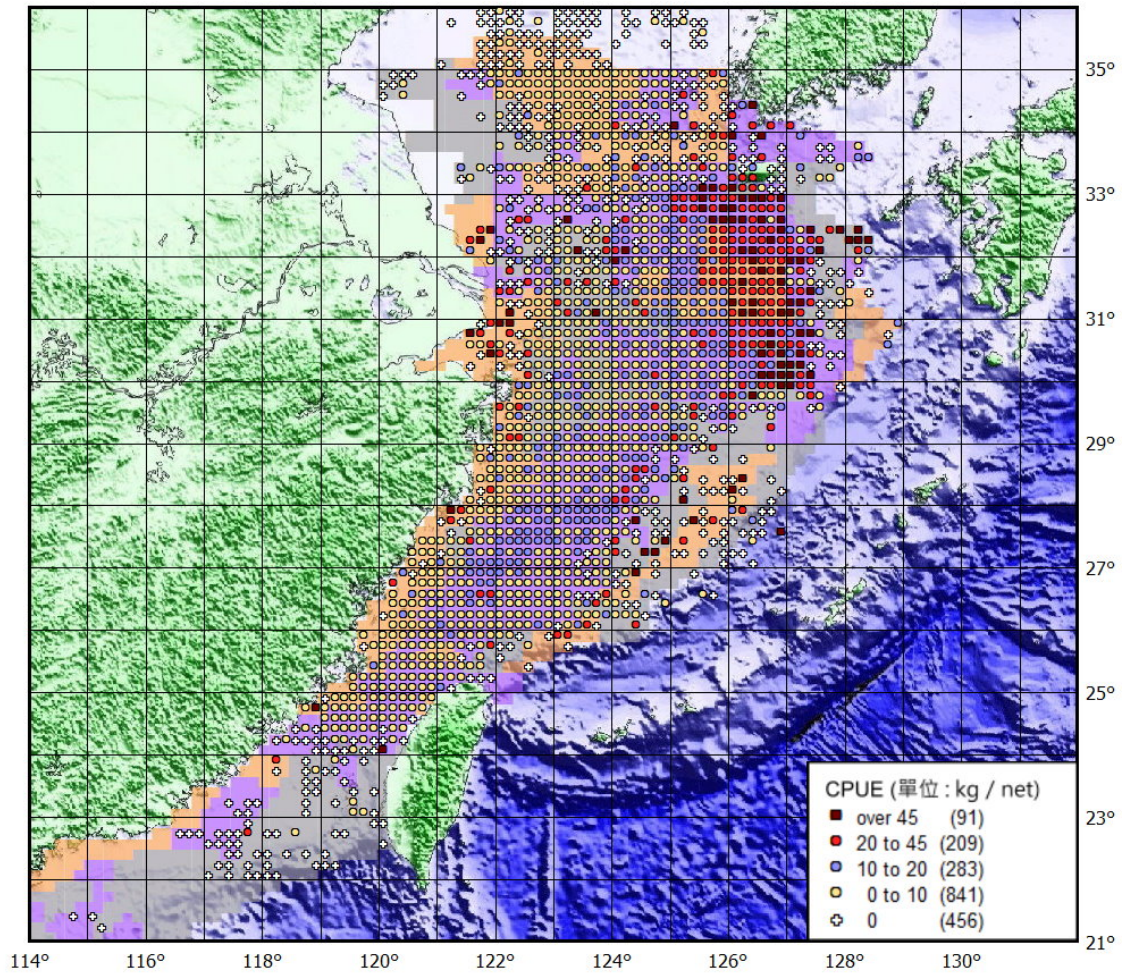 35°
33°
31°
29°
27°
25°
CPUE (單位 : kg / net)
over 45 (91)
20 to 45 (209)
10 to 20 (283)
0 to 10 (841)
0 (456)
21°
114° 116° 118° 120° 122° 124° 126° 128° 130°